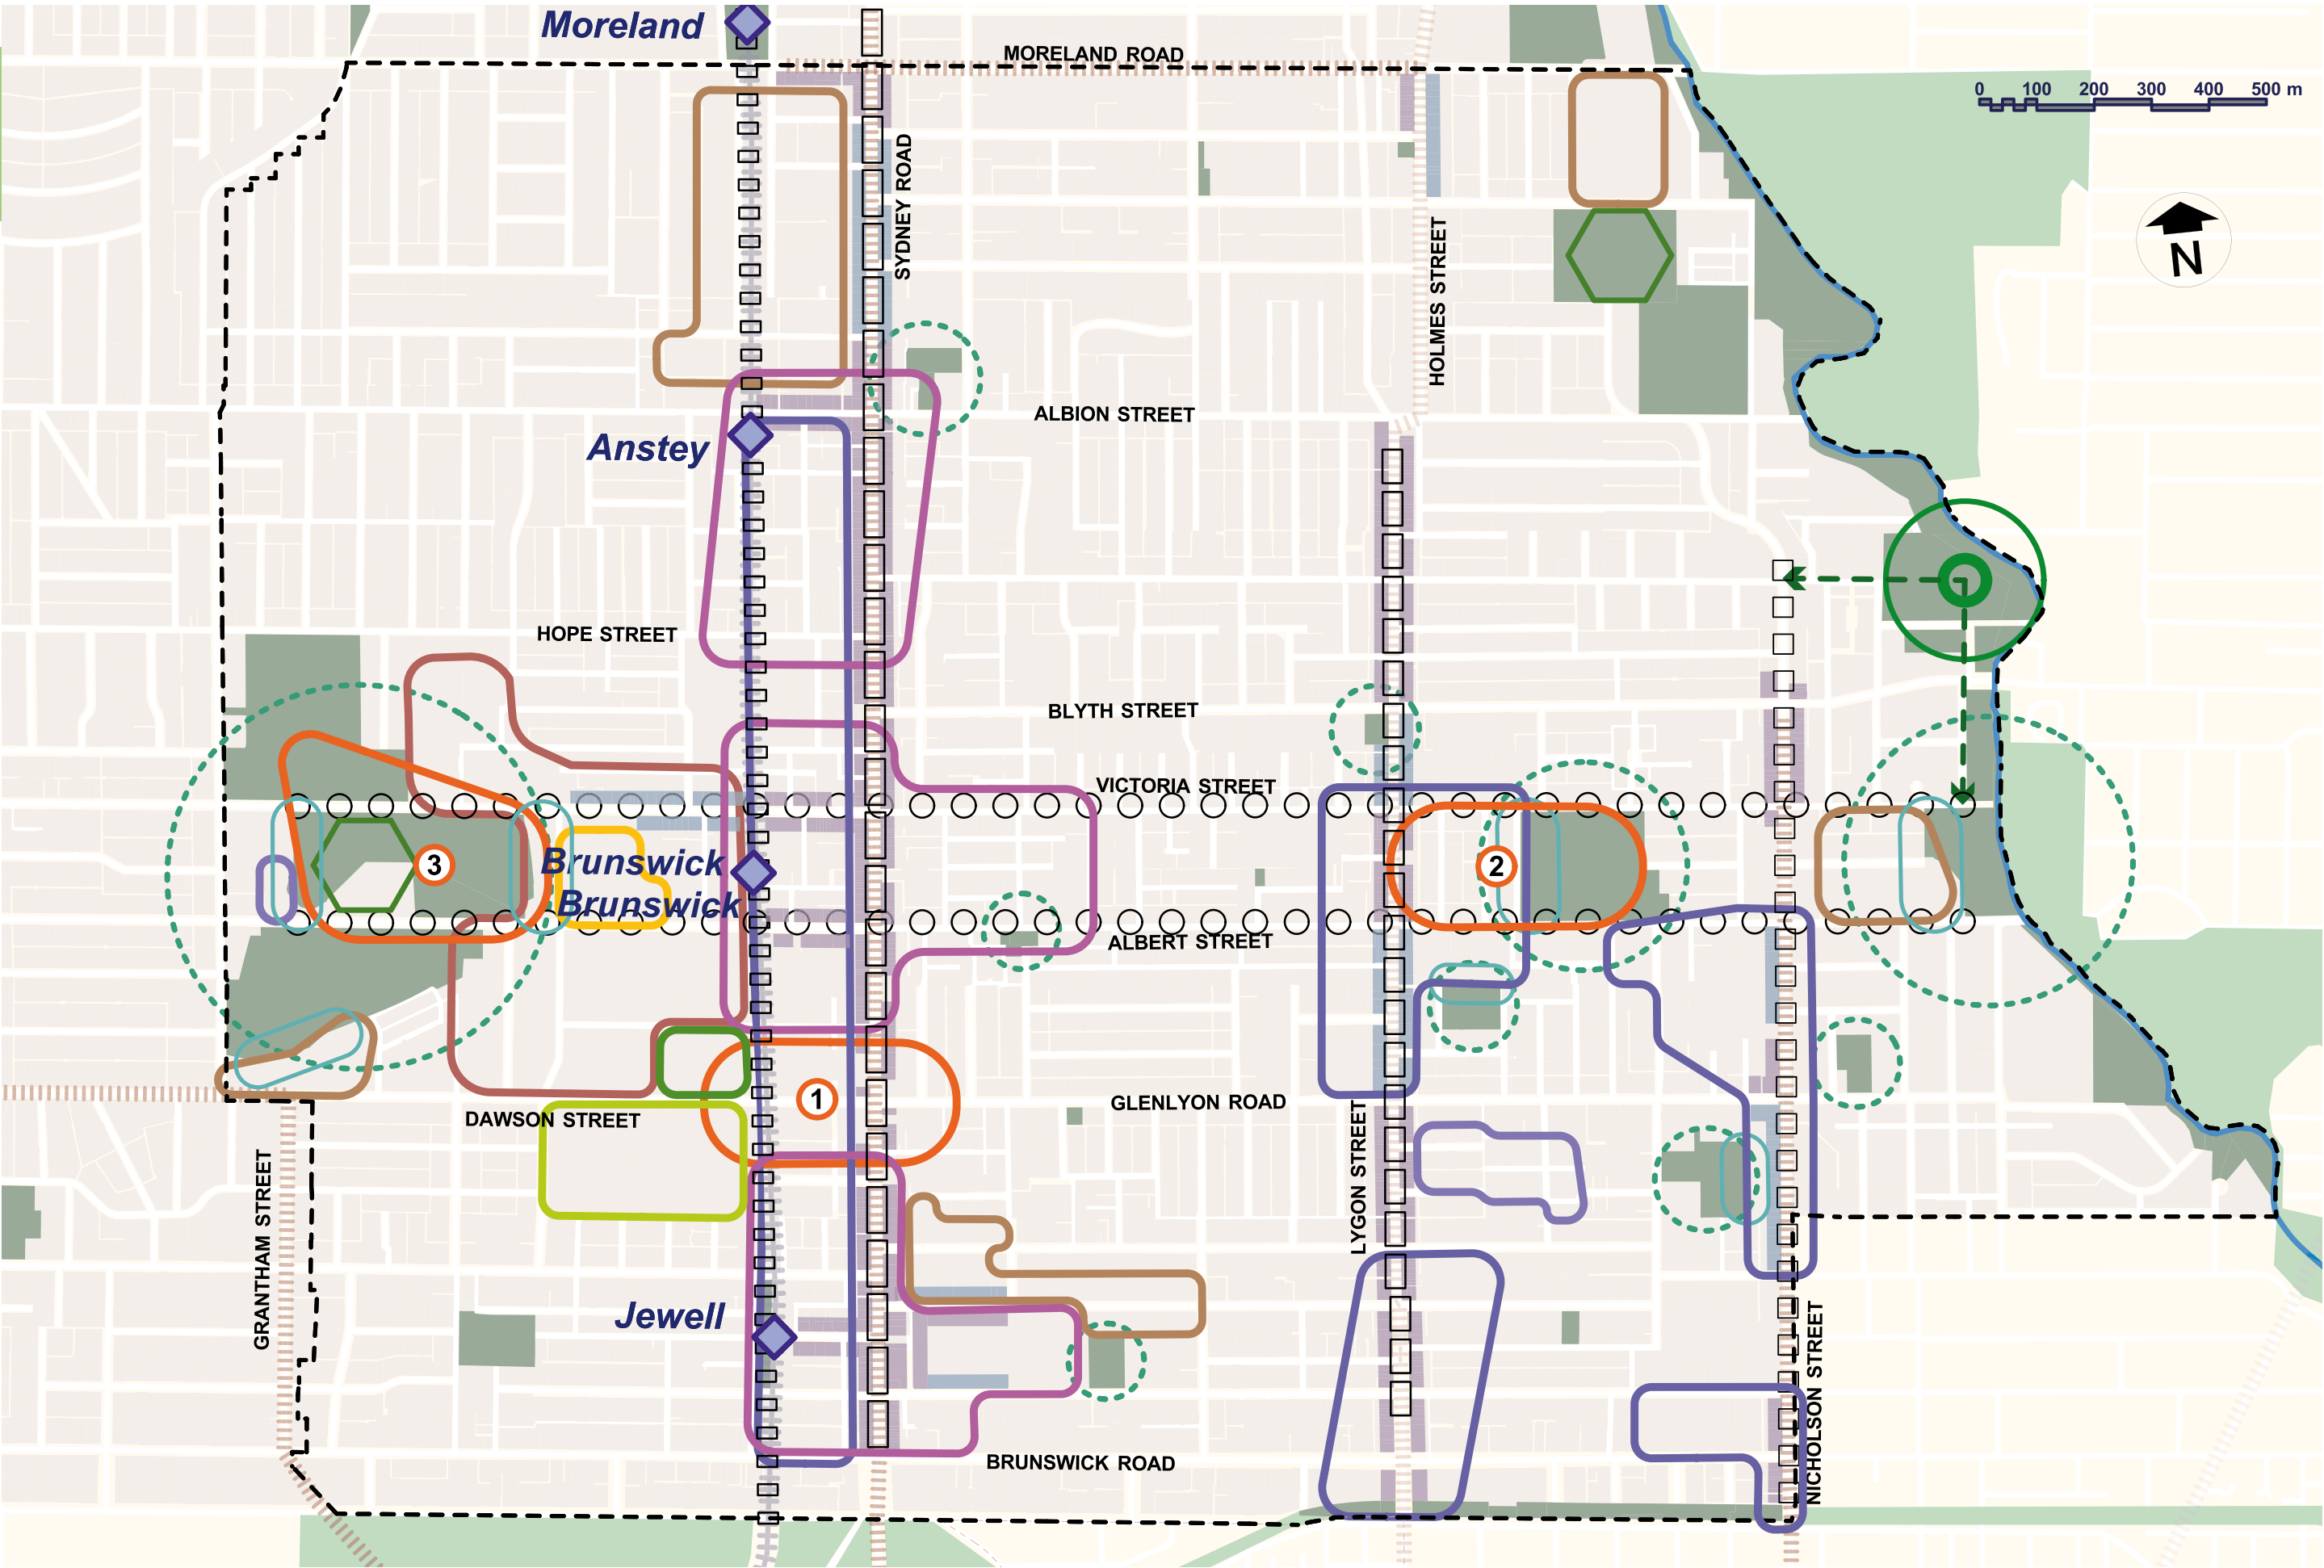 Moreland
MORELAND ROAD
0 100 200 300 400 500 m
SYDNEY ROAD
N
HOLMES STREET
ALBION STREET
Anstey
HOPE STREET
BLYTH STREET
VICTORIA STREET
3
Brunswick
2
Brunswick
ALBERT STREET
1
GLENLYON ROAD
DAWSON STREET
GRANTHAM STREET
LYGON STREET
Jewell
NICHOLSON STREET
BRUNSWICK ROAD